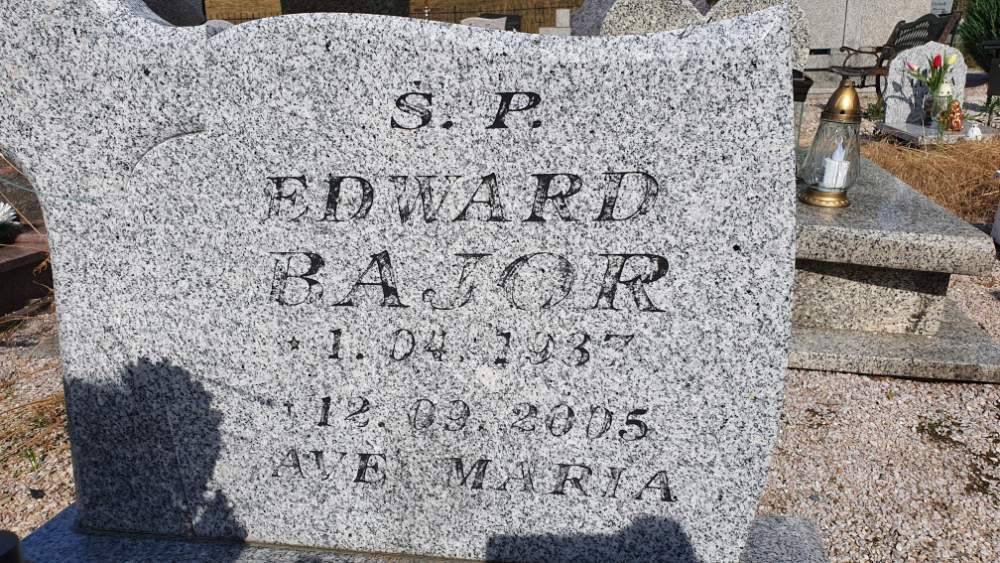 Ś. P.
EDWARD
BAJOR
* 1. 04. 1937
† 12. 09. 2005
AVE MARIA